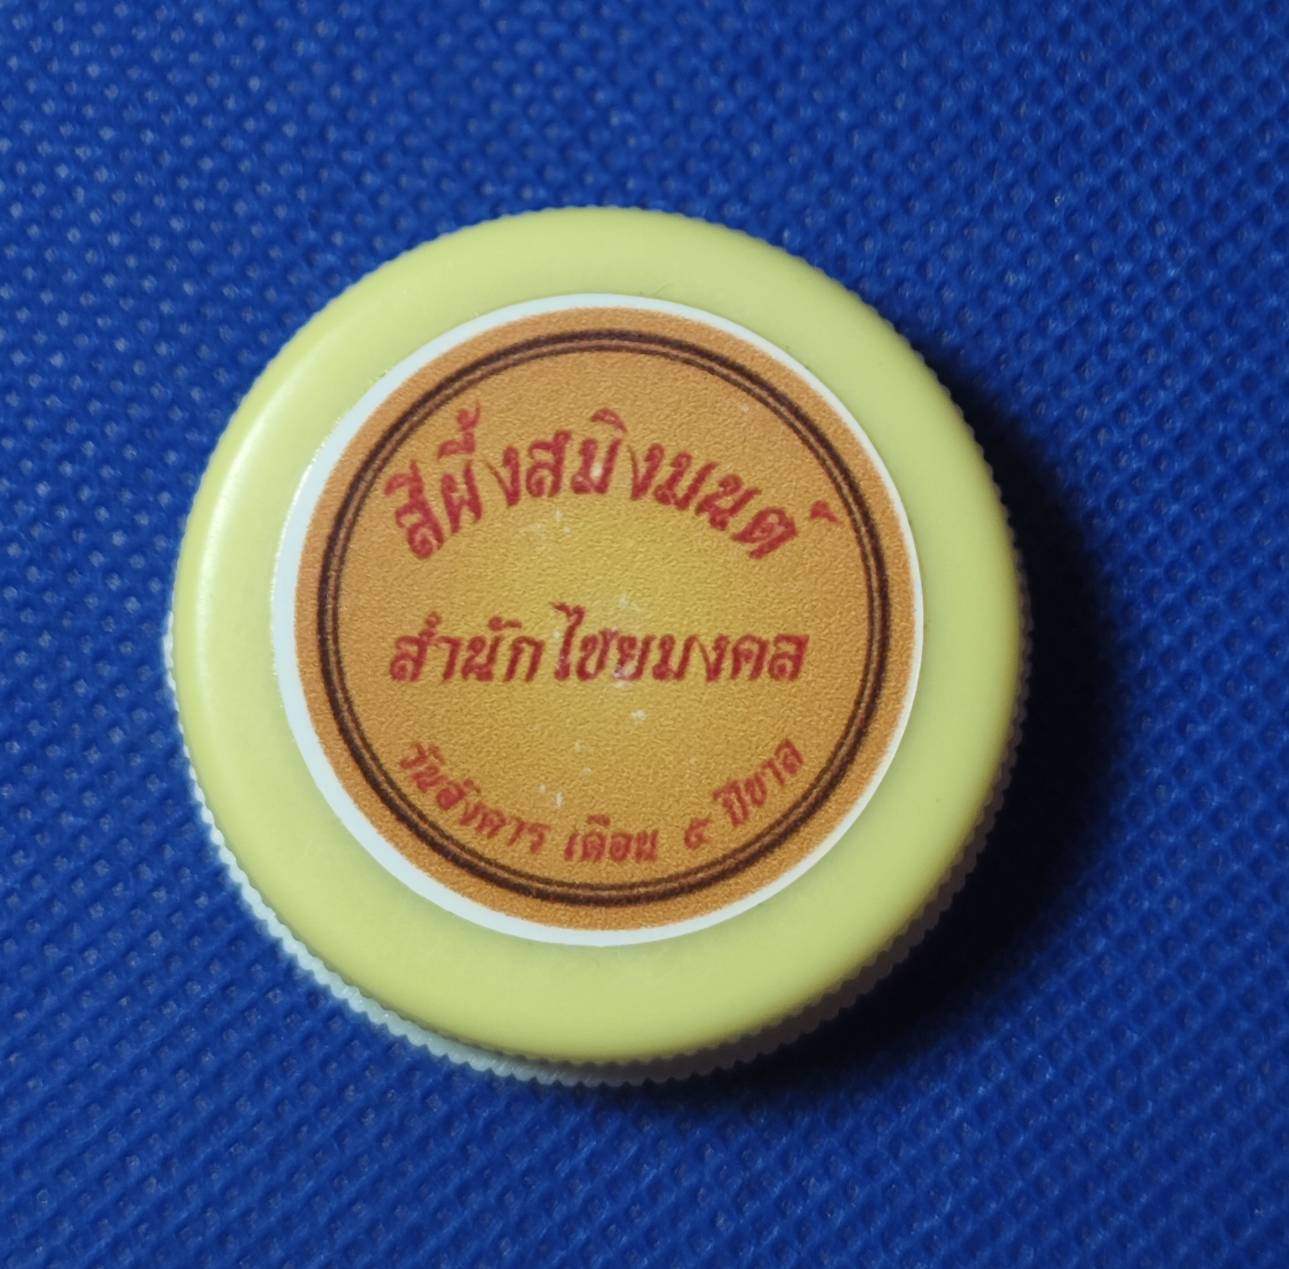 สีผึ้งสมิงมนต์
สำนักไชยมงคล
วันอังคาร เดือน ๕ ปีขาล